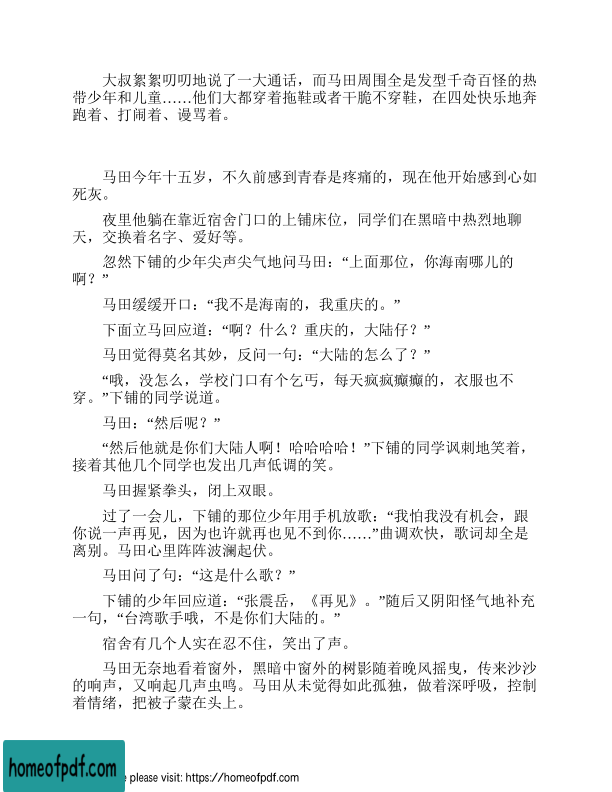 大叔絮絮叨叨地说了一大通话，而马田周围全是发型千奇百怪的热
带少年和儿童……他们大都穿着拖鞋或者干脆不穿鞋，在四处快乐地奔
跑着、打闹着、谩骂着。
马田今年十五岁，不久前感到青春是疼痛的，现在他开始感到心如
死灰。
夜里他躺在靠近宿舍门口的上铺床位，同学们在黑暗中热烈地聊
天，交换着名字、爱好等。
忽然下铺的少年尖声尖气地问马田：“上面那位，你海南哪儿的
啊？”
马田缓缓开口：“我不是海南的，我重庆的。”
下面立马回应道：“啊？什么？重庆的，大陆仔？”
马田觉得莫名其妙，反问一句：“大陆的怎么了？”
“哦，没怎么，学校门口有个乞丐，每天疯疯癫癫的，衣服也不
穿。”下铺的同学说道。
马田：“然后呢？”
“然后他就是你们大陆人啊！哈哈哈哈！”下铺的同学讽刺地笑着，
接着其他几个同学也发出几声低调的笑。
马田握紧拳头，闭上双眼。
过了一会儿，下铺的那位少年用手机放歌：“我怕我没有机会，跟
你说一声再见，因为也许就再也见不到你……”曲调欢快，歌词却全是
离别。马田心里阵阵波澜起伏。
马田问了句：“这是什么歌？”
下铺的少年回应道：“张震岳，《再见》。”随后又阴阳怪气地补充
一句，“台湾歌手哦，不是你们大陆的。”
宿舍有几个人实在忍不住，笑出了声。
马田无奈地看着窗外，黑暗中窗外的树影随着晚风摇曳，传来沙沙
的响声，又响起几声虫鸣。马田从未觉得如此孤独，做着深呼吸，控制
着情绪，把被子蒙在头上。
homeofpdf.com
please visit: https://homeofpdf.com